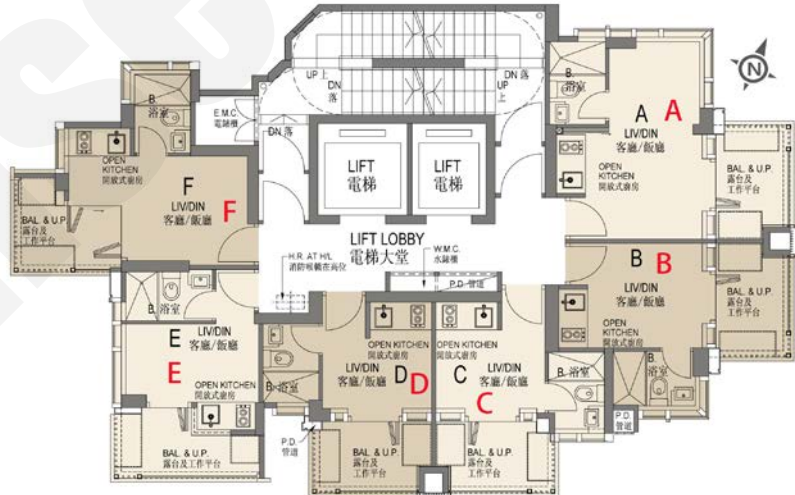 UP 上
DN
落
DN
落
UP
上
N
B.
浴室
A
A
LIV/DIN
客廳/飯廳
OPEN
KITCHEN
開放式廚房
BAL. & U.P.
露台及
工作平台
B.
浴室
E.M.C.
電錶櫃
DN 落
OPEN
KITCHEN
開放式廚房
F
F
LIV/DIN
客廳/飯廳
BAL. & U.P.
露台及
工作平台
LIFT
電梯
LIFT
電梯
LIFT LOBBY
電梯大堂
H.R. AT H/L
消防喉轆在高位
W.M.C.
水錶櫃
P.D. 管道
B
B
LIV/DIN
客廳/飯廳
OPEN
KITCHEN
開放式廚房
BAL. & U.P.
露台及
工作平台
B.
浴室
P.D.
管道
B. 浴室
E
E
LIV/DIN
客廳/飯廳
OPEN KITCHEN
開放式廚房
BAL. & U.P.
露台及工作平台
B. 浴室
P.D.
管道
OPEN KITCHEN
開放式廚房
LIV/DIN
客廳/飯廳
D
D
BAL. & U.P.
露台及
工作平台
OPEN KITCHEN
開放式廚房
C
C
LIV/DIN
客廳/飯廳
B. 浴室
BAL. & U.P.
露台及
工作平台